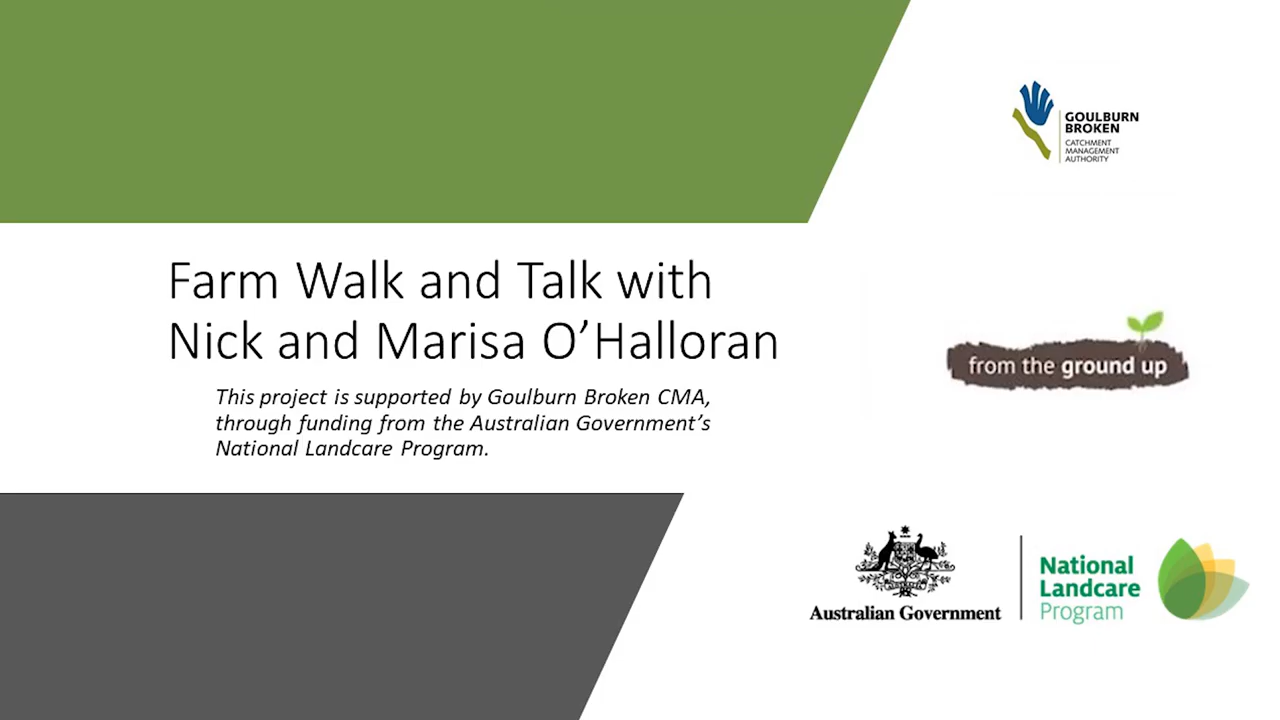 GOULBURN
BROKEN
CATCHMENT
MANAGEMENT
AUTHORITY
Farm Walk and Talk with
Nick and Marisa O’Halloran
This project is supported by Goulburn Broken CMA,
through funding from the Australian Government’s
National Landcare Program.
from the ground up
Australian Government
National
Landcare
Program